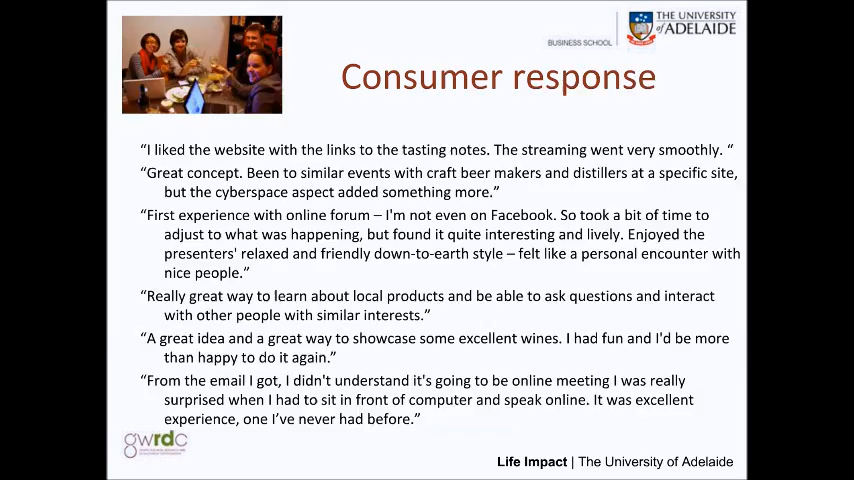 THE UNIVERSITY
of ADELAIDE
BUSINESS SCHOOL
Consumer response
“I liked the website with the links to the tasting notes. The streaming went very smoothly. “
“Great concept. Been to similar events with craft beer makers and distillers at a specific site,
but the cyberspace aspect added something more.”
“First experience with online forum – I'm not even on Facebook. So took a bit of time to
adjust to what was happening, but found it quite interesting and lively. Enjoyed the
presenters' relaxed and friendly down-to-earth style – felt like a personal encounter with
nice people.”
“Really great way to learn about local products and be able to ask questions and interact
with other people with similar interests.”
“A great idea and a great way to showcase some excellent wines. I had fun and I'd be more
than happy to do it again.”
“From the email I got, I didn't understand it's going to be online meeting I was really
surprised when I had to sit in front of computer and speak online. It was excellent
experience, one I’ve never had before.”
gwrdc
Life Impact | The University of Adelaide